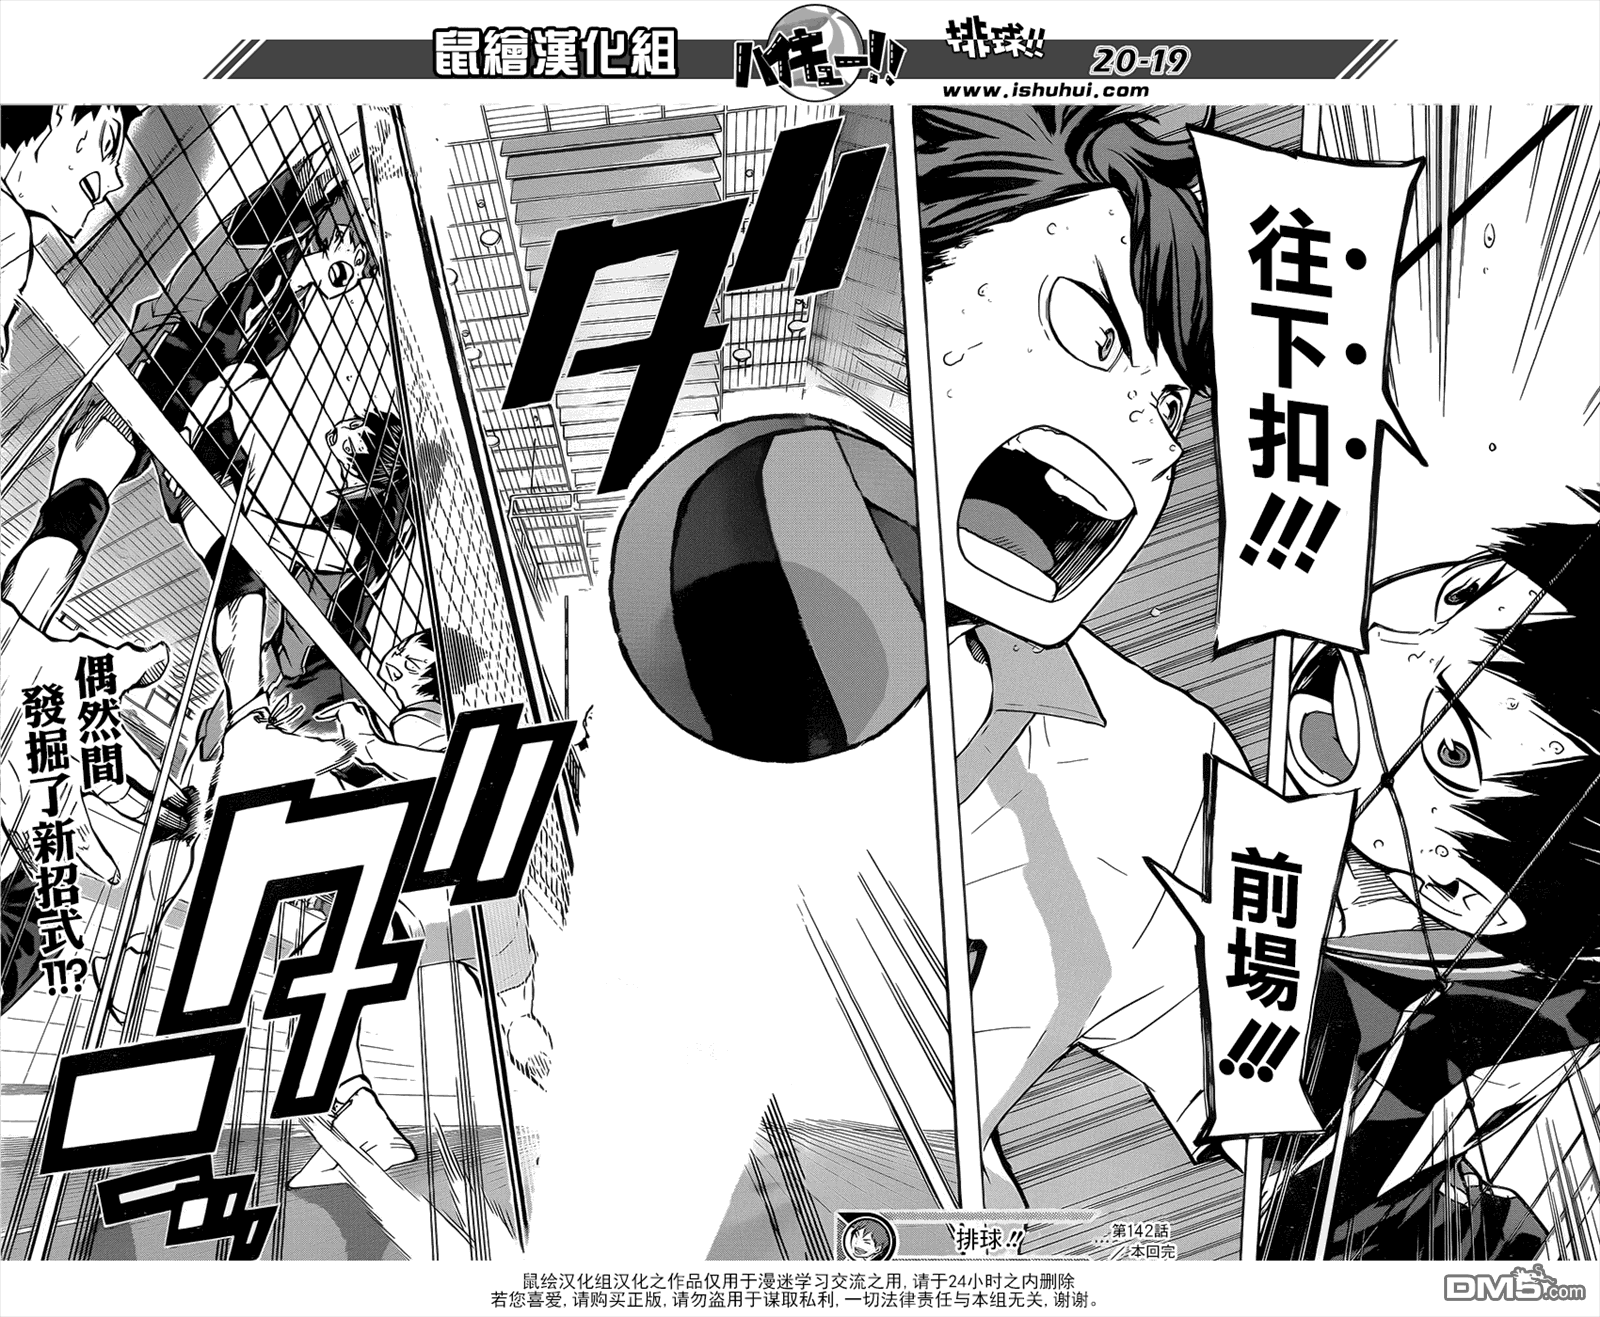 鼠繪漢化組
ハイキュー!!
排球!!
20-19
www.ishuhui.com
往下扣!!!
前場!!!
ダ
ダンッ
偶然間
發掘了新招式!!?
排球!!
第142話
本回完
鼠绘汉化组汉化之作品仅用于漫迷学习交流之用,请于24小时之内删除
若您喜爱,请购买正版,请勿盗用于谋取私利,一切法律责任与本组无关,谢谢。
DM5.com